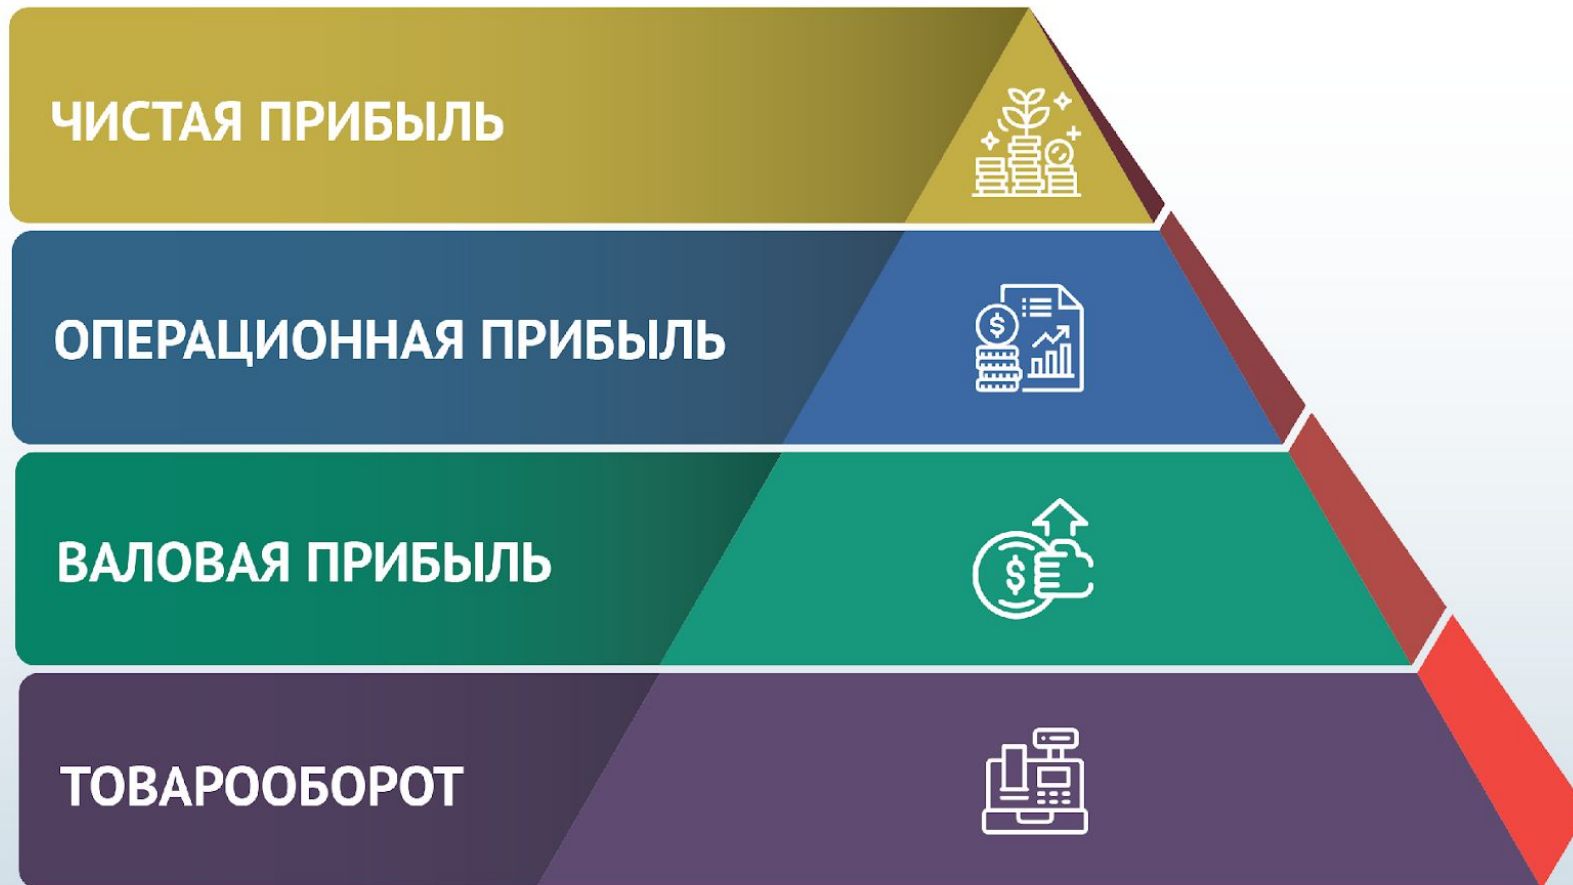 ЧИСТАЯ ПРИБЫЛЬ
ОПЕРАЦИОННАЯ ПРИБЫЛЬ
$
ВАЛОВАЯ ПРИБЫЛЬ
$
ТОВАРООБОРОТ